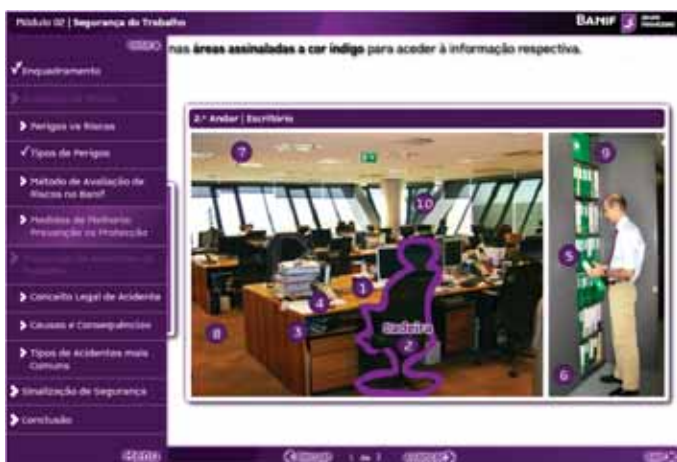 Módulo 02 | Segurança do Trabalho
BANIF
nas áreas assinaladas a cor índigo para aceder à informação respectiva.
Enquadramento
Perigos vs Riscos
Tipos de Perigos
Método de Avaliação de
Riscos no Banif
Medidas de Melhoria:
Prevenção vs Protecção
Conceito Legal de Acidente
Causas e Consequências
Tipos de Acidentes mais
Comuns
Sinalização de Segurança
Conclusão
Menu
2.º Andar | Escritório
7
9
10
1
5
4
3
8
Cadeira
2
6
1 de 7